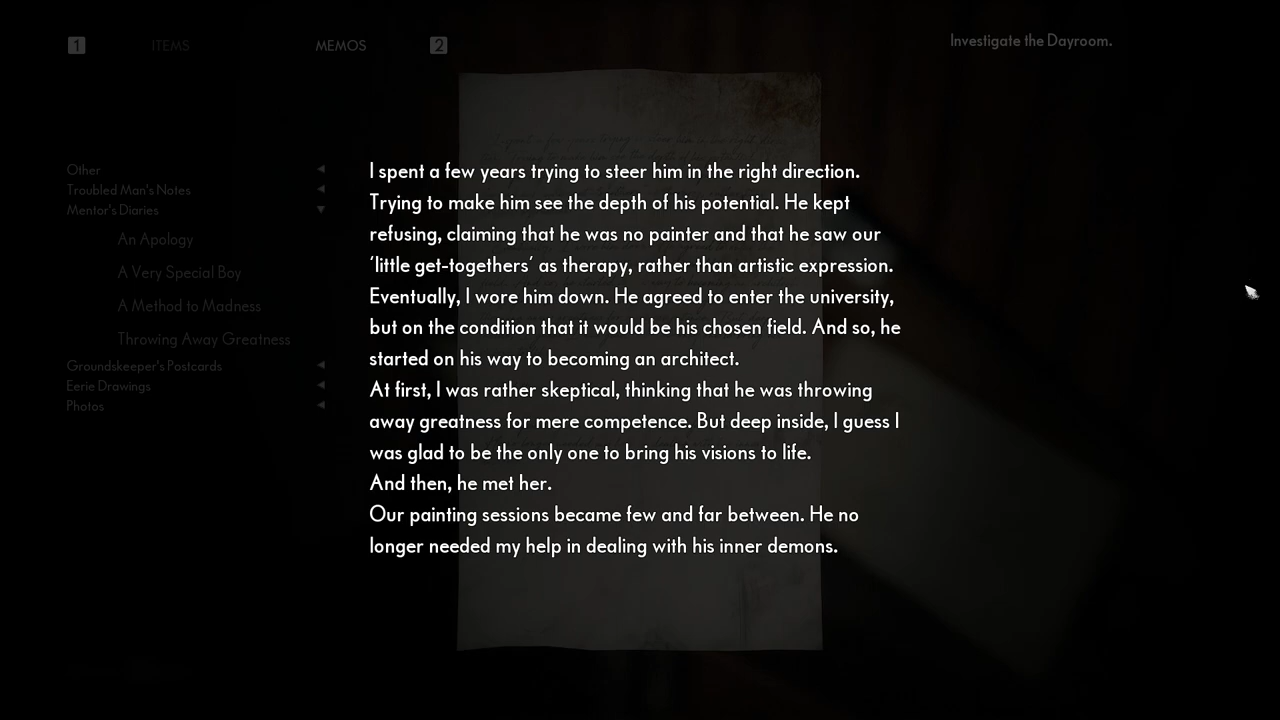 1 ITEMS MEMOS 2
Investigate the Dayroom.
Other
Troubled Man's Notes
Mentor's Diaries
An Apology
A Very Special Boy
A Method to Madness
Throwing Away Greatness
Groundskeeper's Postcards
Eerie Drawings
Photos
I spent a few years trying to steer him in the right direction.
Trying to make him see the depth of his potential. He kept
refusing, claiming that he was no painter and that he saw our
'little get-togethers' as therapy, rather than artistic expression.
Eventually, I wore him down. He agreed to enter the university,
but on the condition that it would be his chosen field. And so, he
started on his way to becoming an architect.
At first, I was rather skeptical, thinking that he was throwing
away greatness for mere competence. But deep inside, I guess I
was glad to be the only one to bring his visions to life.
And then, he met her.
Our painting sessions became few and far between. He no
longer needed my help in dealing with his inner demons.